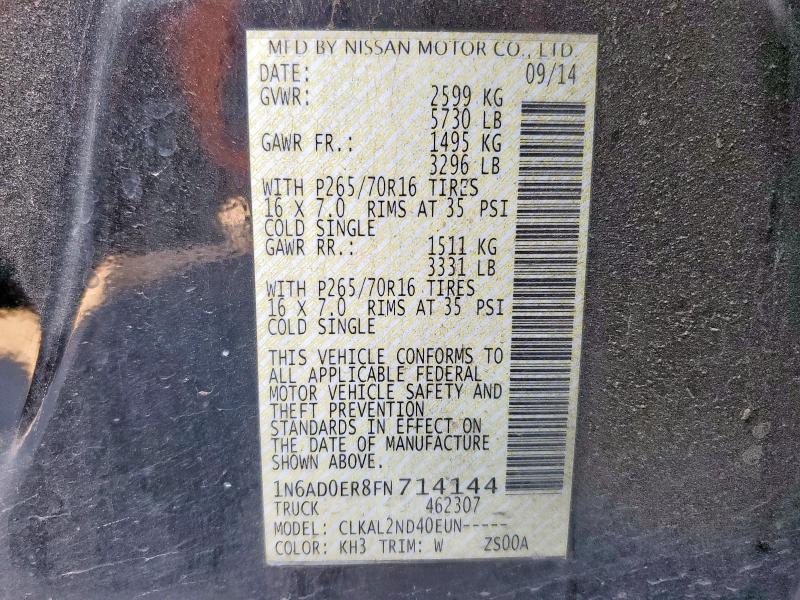 MFD BY NISSAN MOTOR CO., LTD.
DATE: 09/14
GVWR: 2599 KG
5730 LB
GAWR FR.: 1495 KG
3296 LB
WITH P265/70R16 TIRES
16 X 7.0 RIMS AT 35 PSI
COLD SINGLE
GAWR RR.: 1511 KG
3331 LB
WITH P265/70R16 TIRES
16 X 7.0 RIMS AT 35 PSI
COLD SINGLE
THIS VEHICLE CONFORMS TO
ALL APPLICABLE FEDERAL
MOTOR VEHICLE SAFETY AND
THEFT PREVENTION
STANDARDS IN EFFECT ON
THE DATE OF MANUFACTURE
SHOWN ABOVE.
1N6AD0ER8FN714144
TRUCK 462307
MODEL: CLKAL2ND40EUN-----
COLOR: KH3 TRIM: W ZS00A